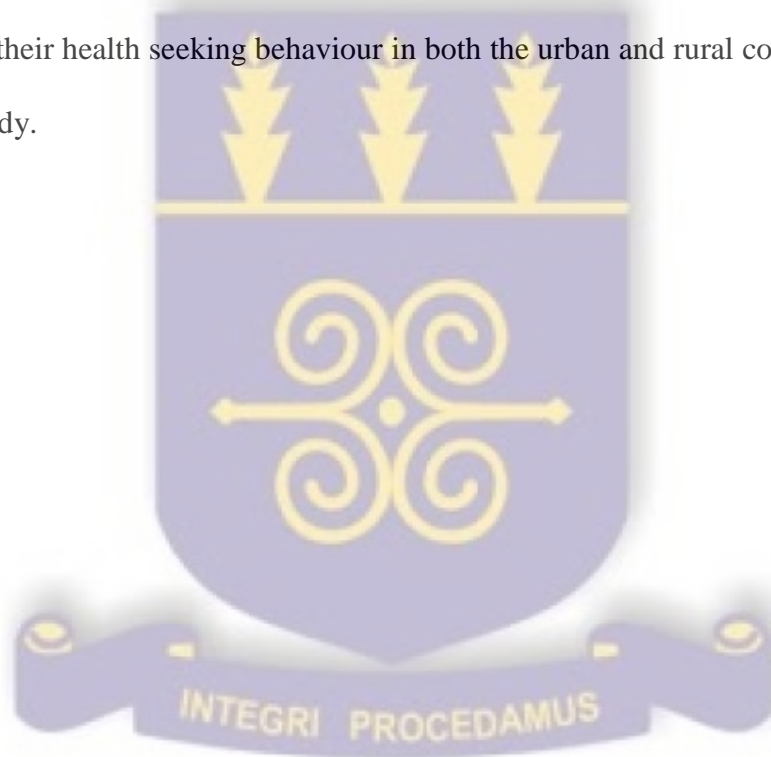 their health seeking behaviour in both the urban and rural co
dy.
INTEGRI PROCEDAMUS